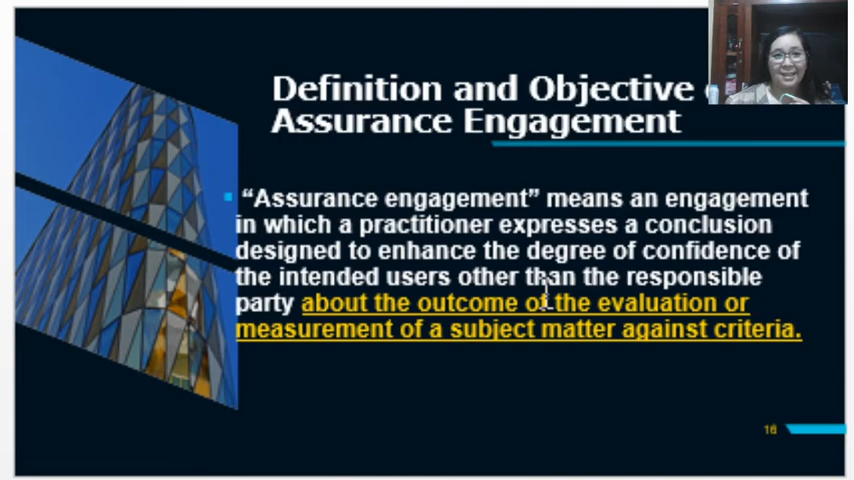 Definition and Objective
Assurance Engagement
“Assurance engagement” means an engagement
in which a practitioner expresses a conclusion
designed to enhance the degree of confidence of
the intended users other than the responsible
party about the outcome of the evaluation or
measurement of a subject matter against criteria.
16